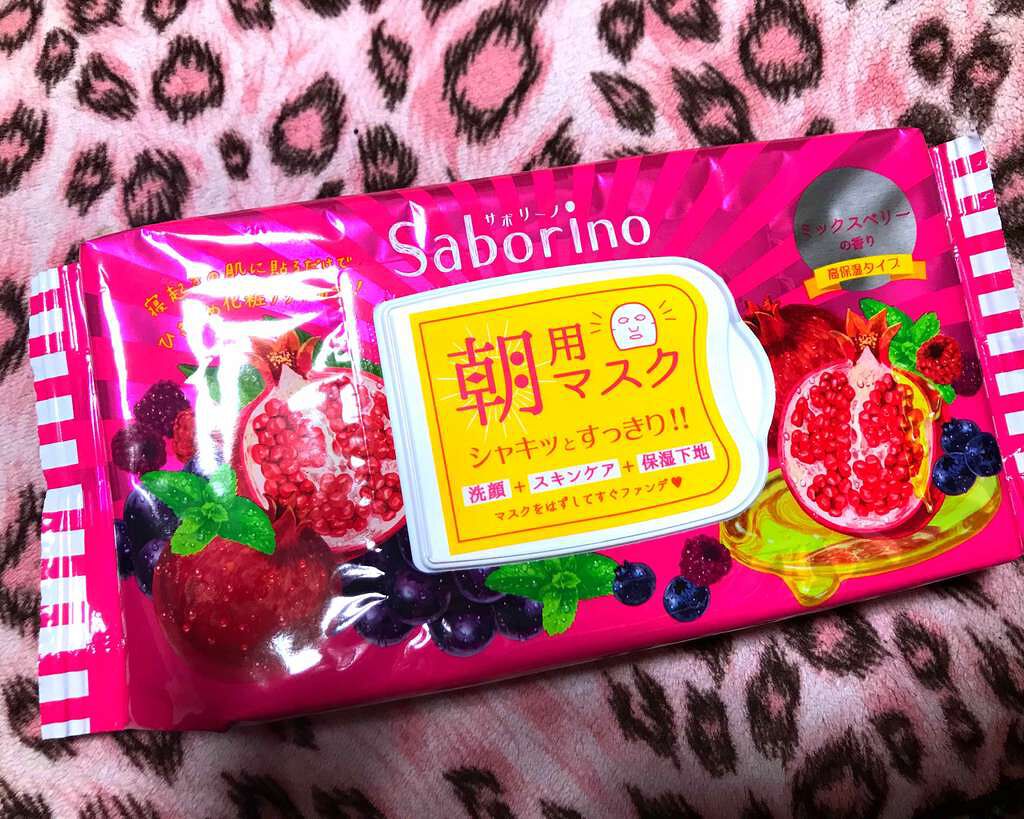 サボリーノ
Saborino
ミックスベリー
の香り
高保湿タイプ
の肌に貼るだけで
朝用マスク
シャキッとすっきり!!
洗顔 + スキンケア + 保湿下地
マスクをはずしてすぐファンデ♥